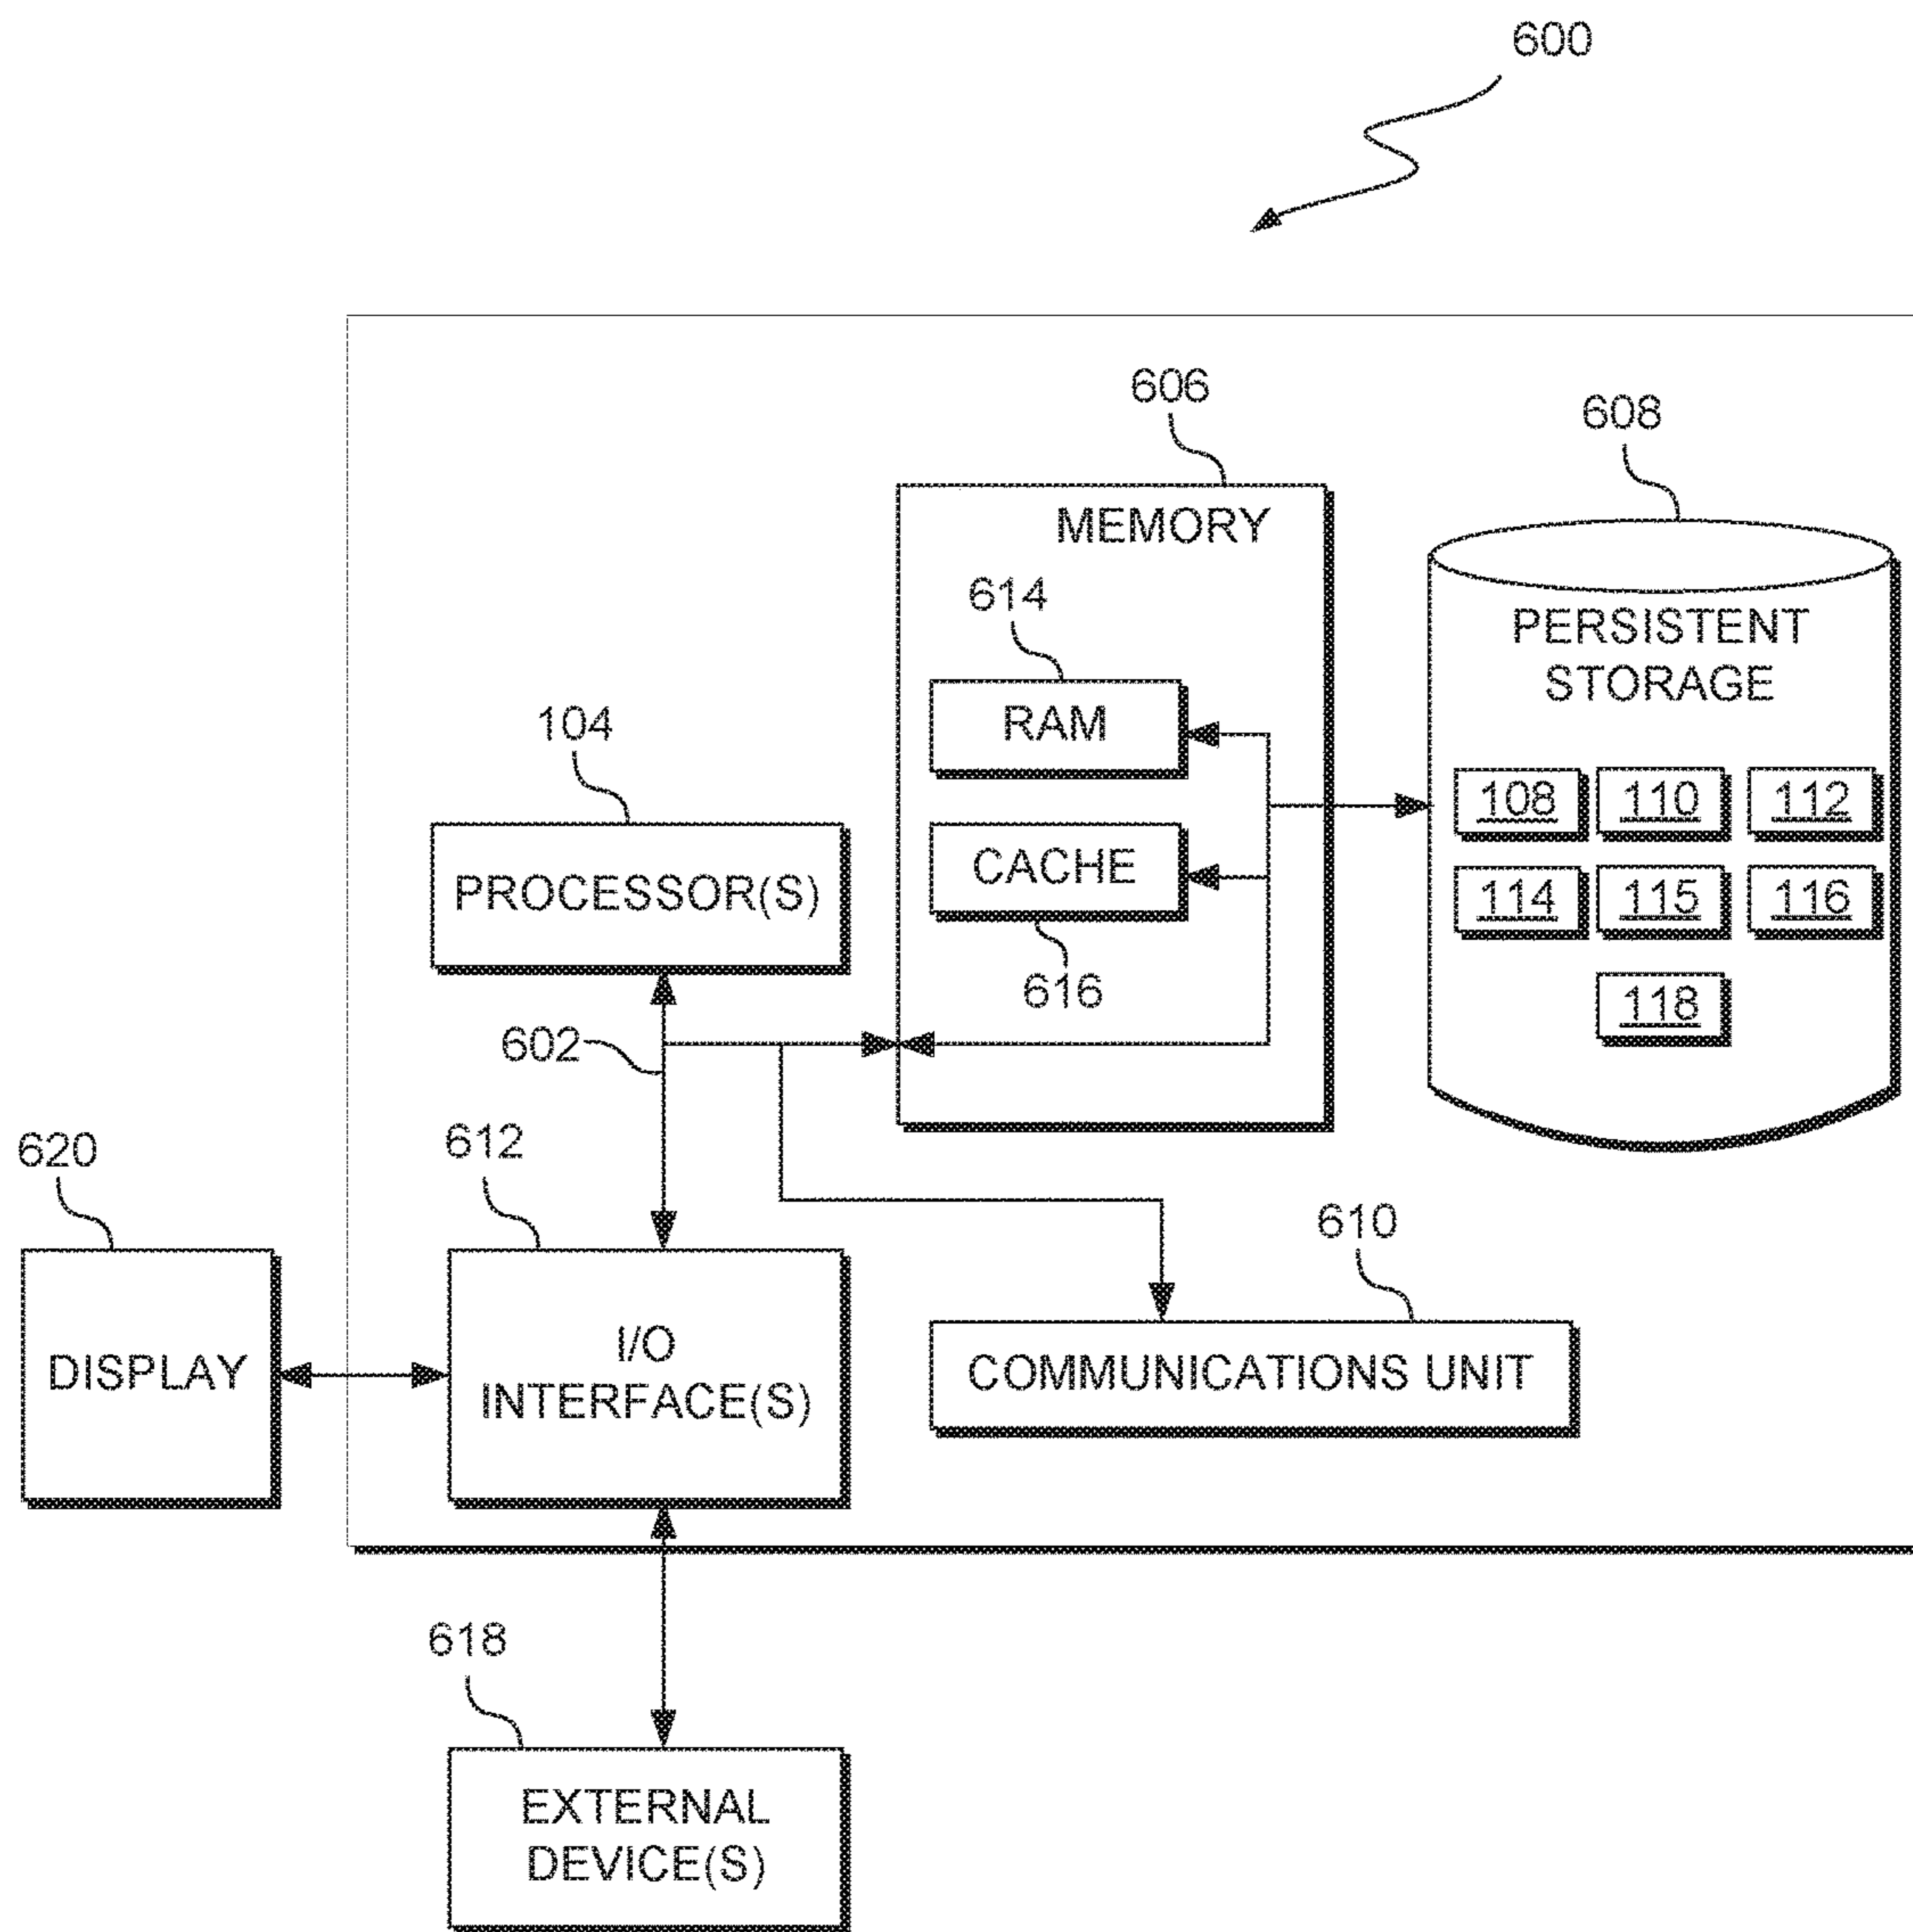 600
606
608
MEMORY
614
PERSISTENT
STORAGE
RAM
104
108 110 112
CACHE
PROCESSOR(S)
114 115 116
616
118
602
620
612
610
I/O
INTERFACE(S)
DISPLAY
COMMUNICATIONS UNIT
618
EXTERNAL
DEVICE(S)